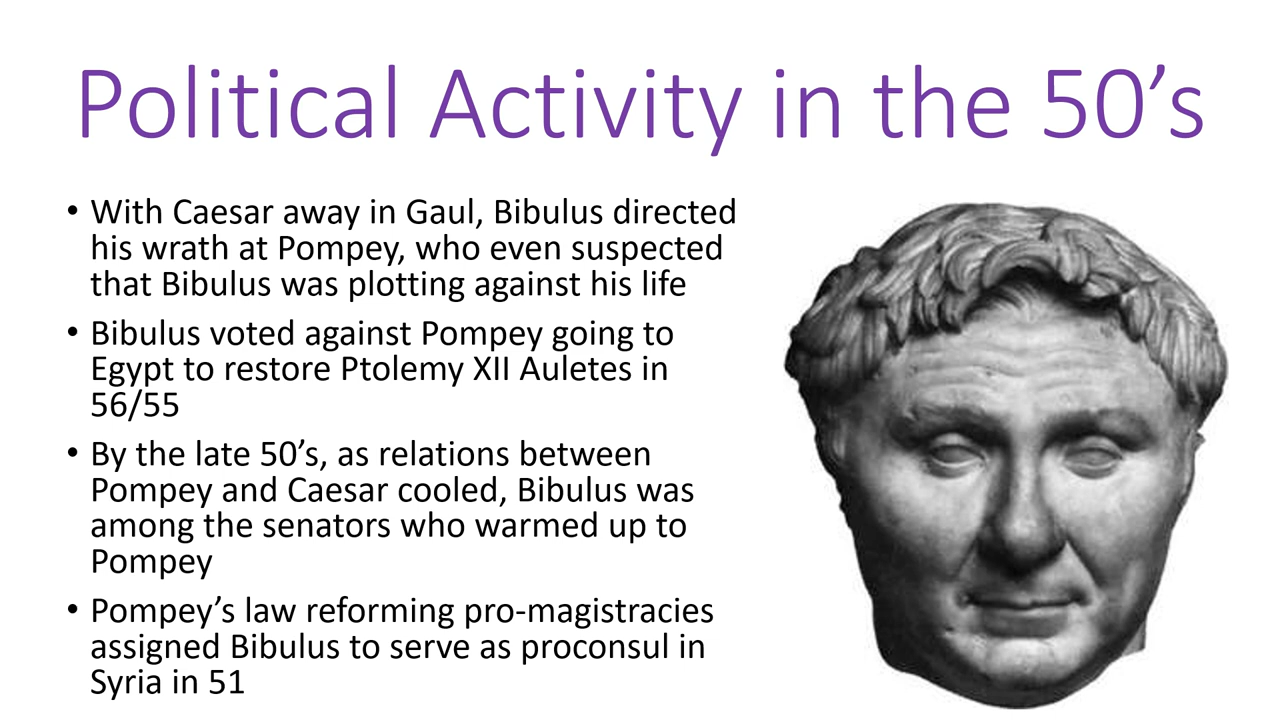 Political Activity in the 50’s
• With Caesar away in Gaul, Bibulus directed
his wrath at Pompey, who even suspected
that Bibulus was plotting against his life
• Bibulus voted against Pompey going to
Egypt to restore Ptolemy XII Auletes in
56/55
• By the late 50’s, as relations between
Pompey and Caesar cooled, Bibulus was
among the senators who warmed up to
Pompey
• Pompey’s law reforming pro-magistracies
assigned Bibulus to serve as proconsul in
Syria in 51